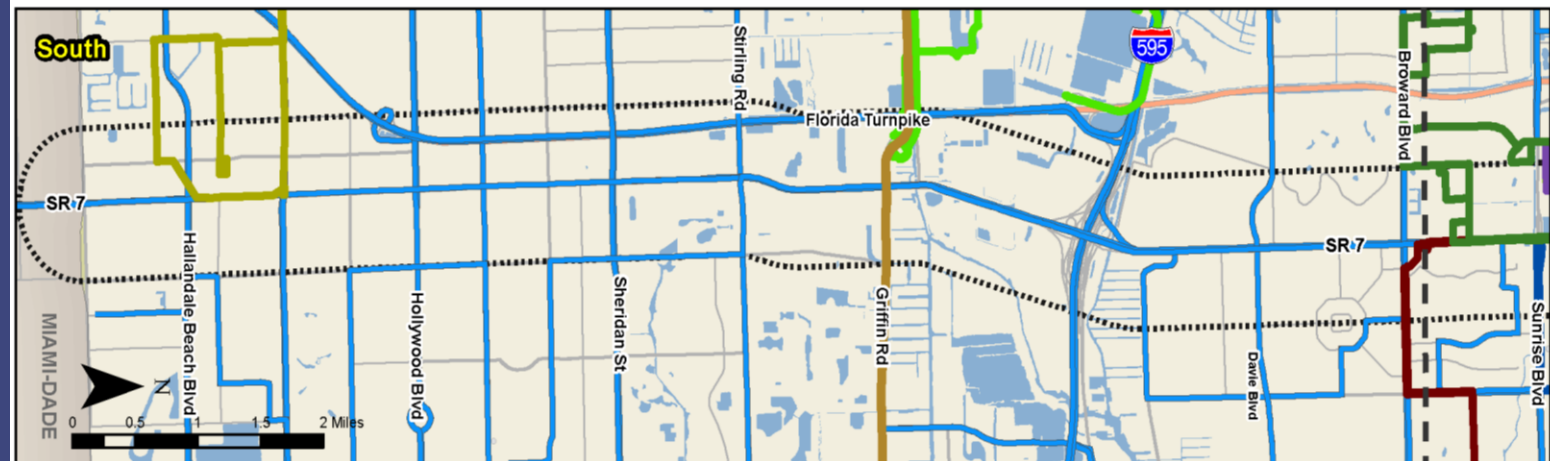 South
Stirling Rd
595
Broward Blvd
Florida Turnpike
SR 7
SR 7
Hallandale Beach Blvd
Hollywood Blvd
Sheridan St
Griffin Rd
Davie Blvd
Sunrise Blvd
MIAMI-DADE
N
0 0.5 1 1.5 2 Miles